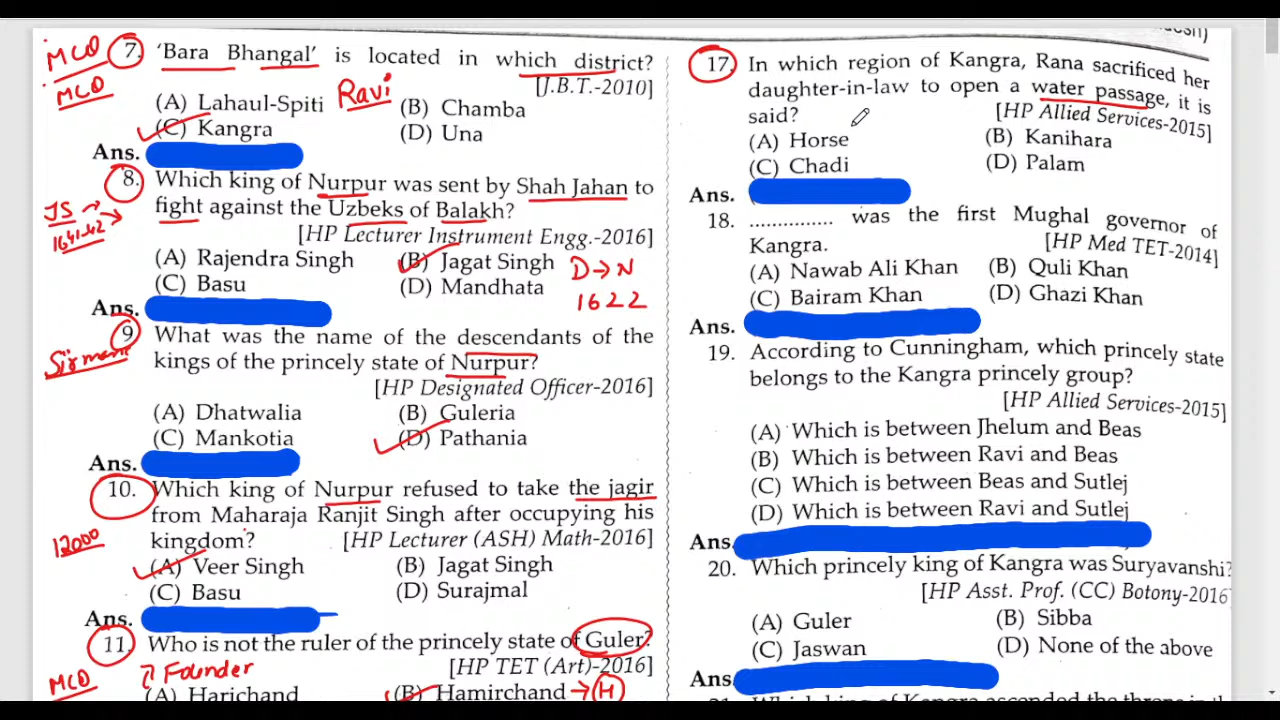 MCQ
MCQ
7. 'Bara Bhangal' is located in which district?
[J.B.T.-2010]
Ravi
(A) Lahaul-Spiti (B) Chamba
(C) Kangra (D) Una
Ans.
8. Which king of Nurpur was sent by Shah Jahan to
fight against the Uzbeks of Balakh?
JS
1641-42
[HP Lecturer Instrument Engg.-2016]
(A) Rajendra Singh (B) Jagat Singh
(C) Basu (D) Mandhata
D→N
1622
Ans.
9 What was the name of the descendants of the
kings of the princely state of Nurpur?
[HP Designated Officer-2016]
(A) Dhatwalia (B) Guleria
(C) Mankotia (D) Pathania
Ans.
10. Which king of Nurpur refused to take the jagir
from Maharaja Ranjit Singh after occupying his
kingdom? [HP Lecturer (ASH) Math-2016]
12000
(A) Veer Singh (B) Jagat Singh
(C) Basu (D) Surajmal
Ans.
11. Who is not the ruler of the princely state of Guler?
Founder
[HP TET (Art)-2016]
MCQ
(A) Harichand (B) Hamirchand → H
17. In which region of Kangra, Rana sacrificed her
daughter-in-law to open a water passage, it is
said? [HP Allied Services-2015]
(A) Horse (B) Kanihara
(C) Chadi (D) Palam
Ans.
18. ............... was the first Mughal governor of
Kangra. [HP Med TET-2014]
(A) Nawab Ali Khan (B) Quli Khan
(C) Bairam Khan (D) Ghazi Khan
Ans.
19. According to Cunningham, which princely state
belongs to the Kangra princely group?
[HP Allied Services-2015]
(A) Which is between Jhelum and Beas
(B) Which is between Ravi and Beas
(C) Which is between Beas and Sutlej
(D) Which is between Ravi and Sutlej
Ans.
20. Which princely king of Kangra was Suryavanshi?
[HP Asst. Prof. (CC) Botony-2016
(A) Guler (B) Sibba
(C) Jaswan (D) None of the above
Ans.